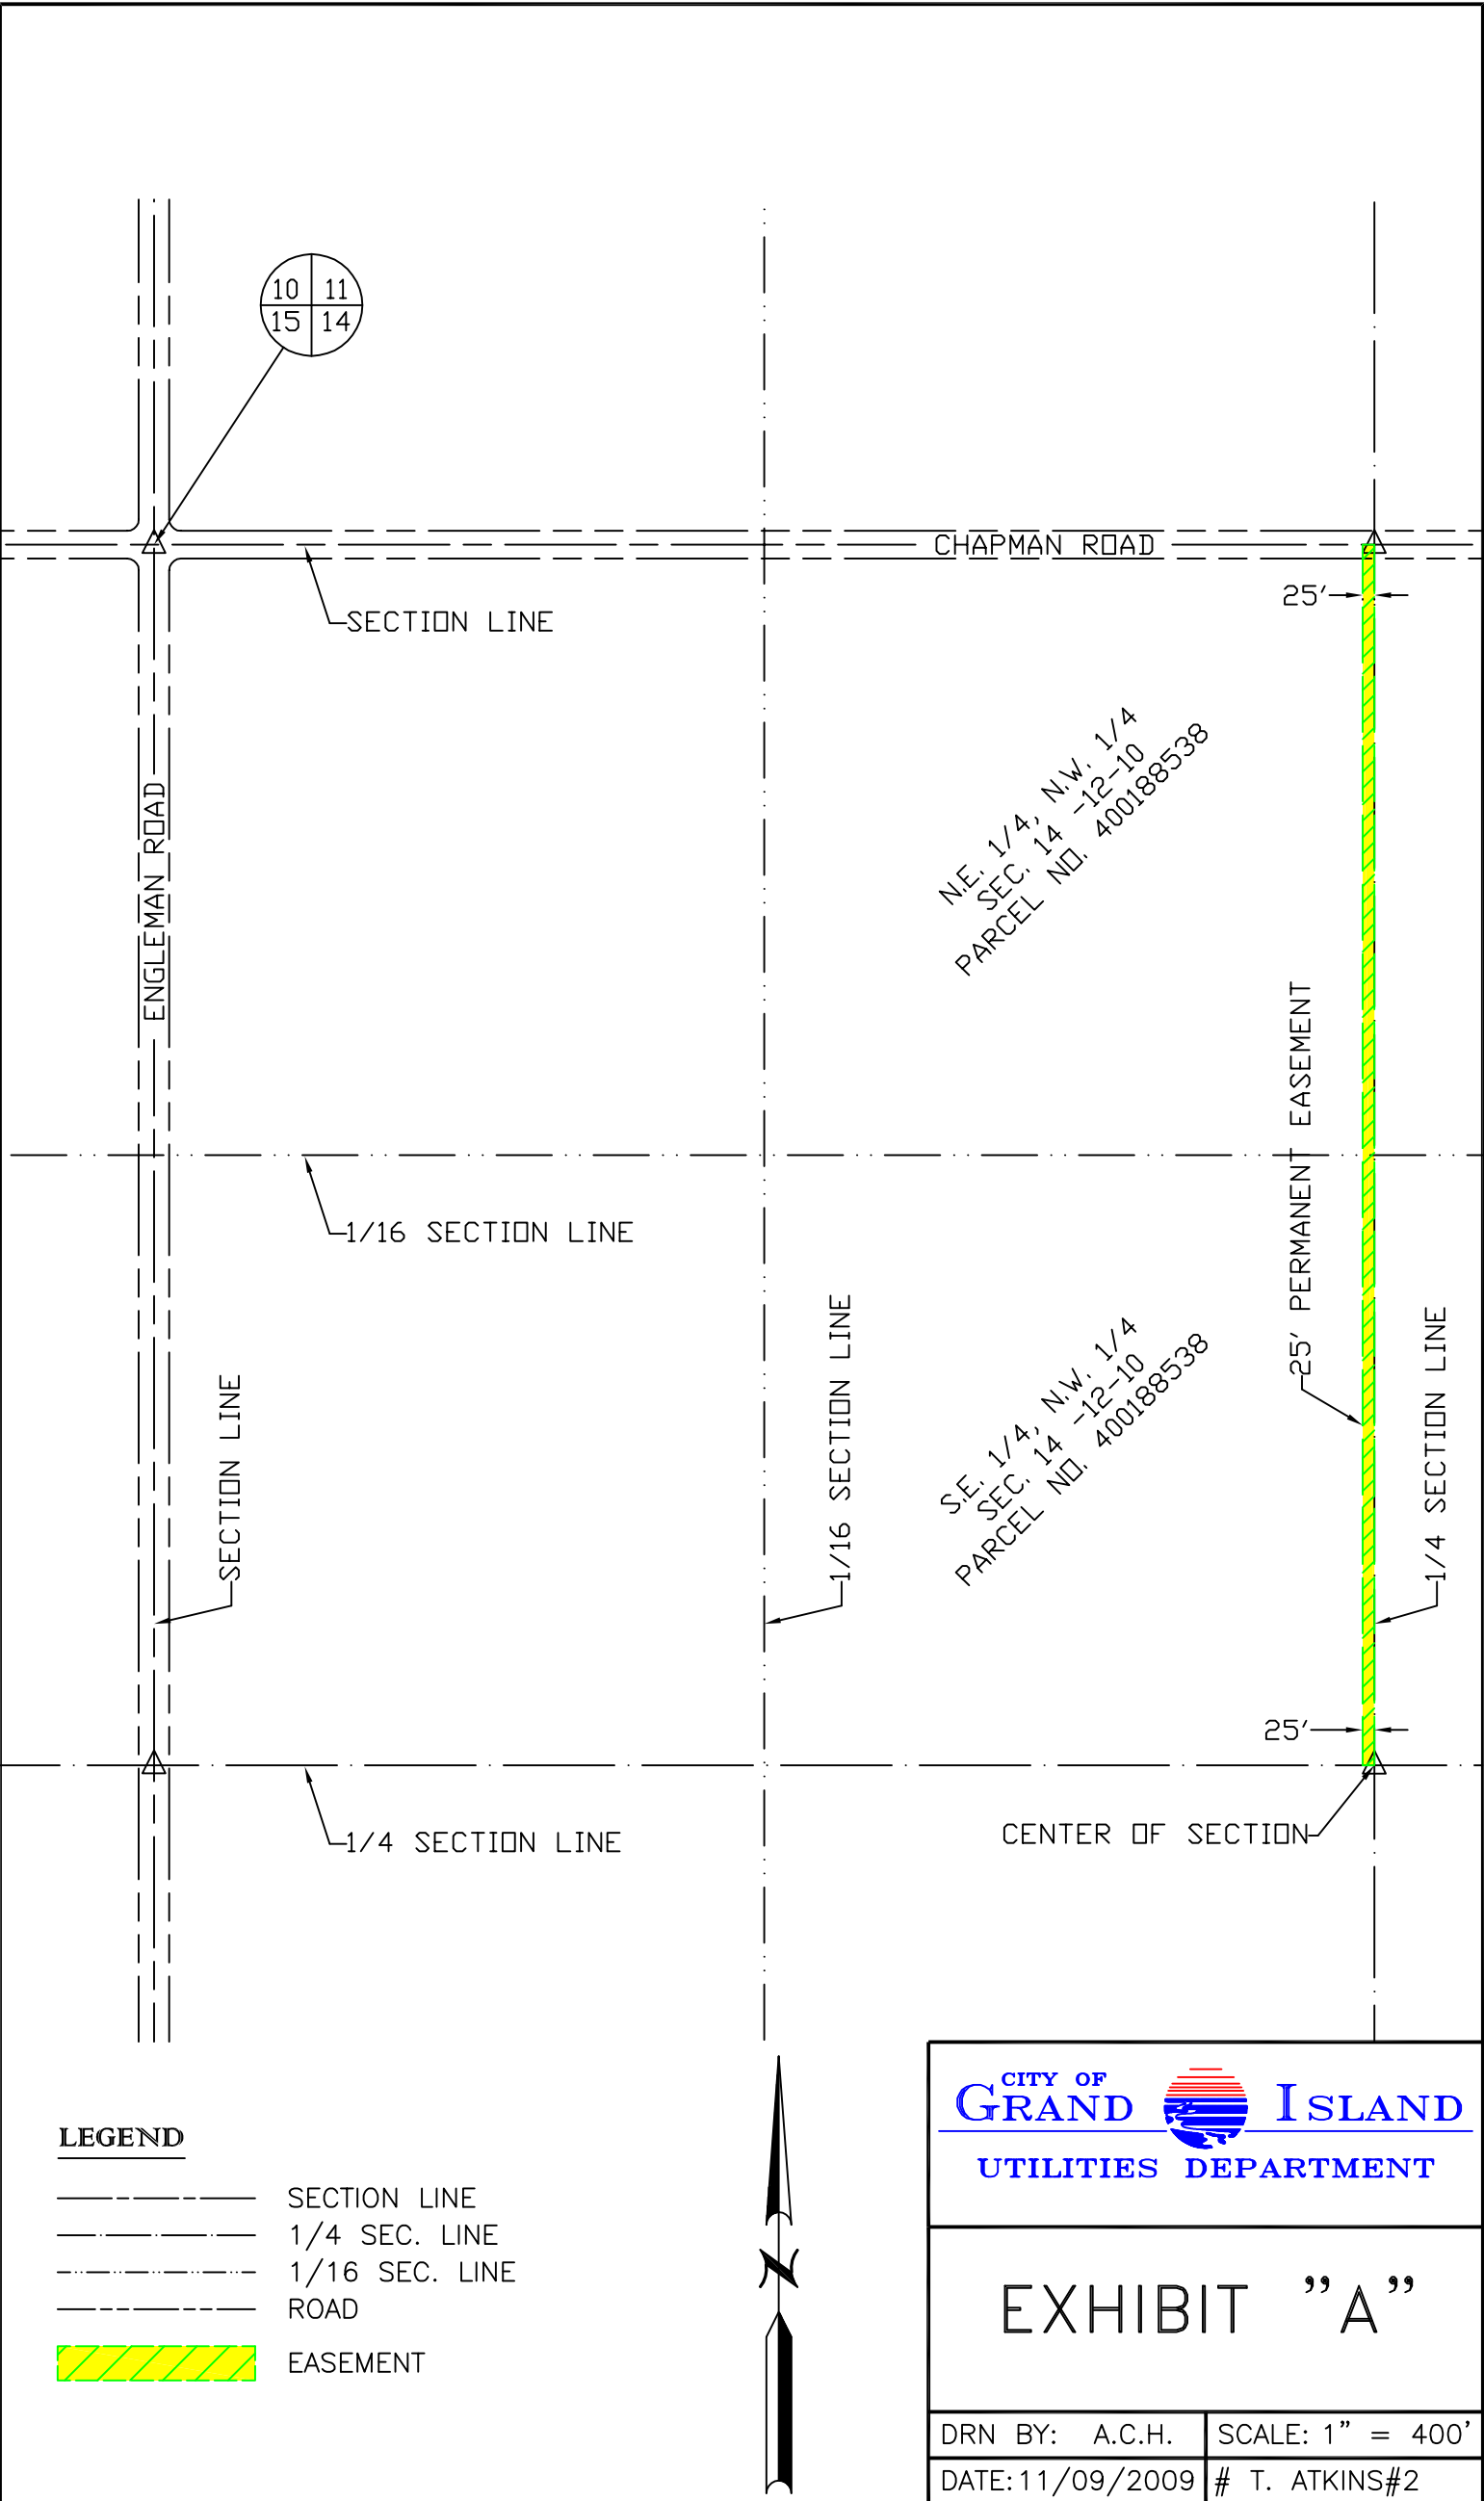 10 11
15 14
CHAPMAN ROAD
25'
SECTION LINE
N.E. 1/4, N.W. 1/4
SEC. 14 -12-10
PARCEL NO. 400188538
ENGLEMAN ROAD
25' PERMANENT EASEMENT
1/16 SECTION LINE
SECTION LINE
1/16 SECTION LINE
S.E. 1/4, N.W. 1/4
SEC. 14 -12-10
PARCEL NO. 400188538
1/4 SECTION LINE
25'
1/4 SECTION LINE
CENTER OF SECTION
LEGEND
SECTION LINE
1/4 SEC. LINE
1/16 SEC. LINE
ROAD
EASEMENT
N
CITY OF
GRAND ISLAND
UTILITIES DEPARTMENT
EXHIBIT "A"
DRN BY: A.C.H.
SCALE: 1" = 400'
DATE: 11/09/2009
# T. ATKINS#2